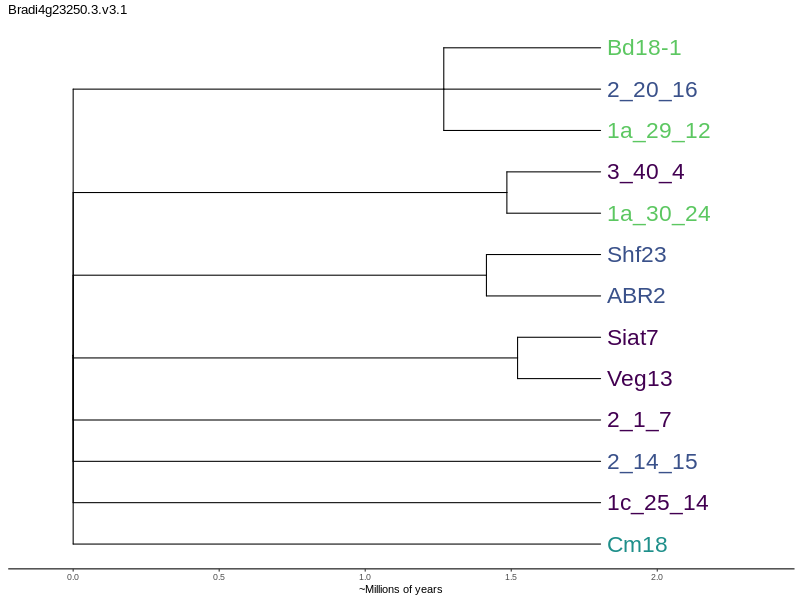 Bradi4g23250.3.v3.1
Bd18-1
2_20_16
1a_29_12
3_40_4
1a_30_24
Shf23
ABR2
Siat7
Veg13
2_1_7
2_14_15
1c_25_14
Cm18
0.0 0.5 1.0 1.5 2.0
~Millions of years